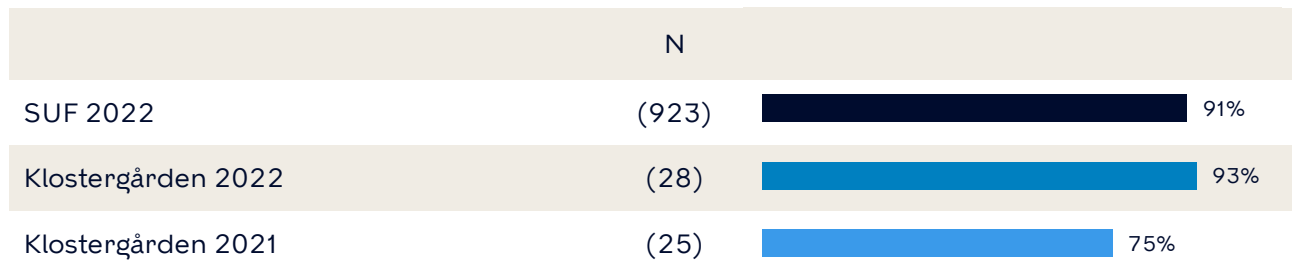 N
SUF 2022 (923) 91%
Klostergården 2022 (28) 93%
Klostergården 2021 (25) 75%